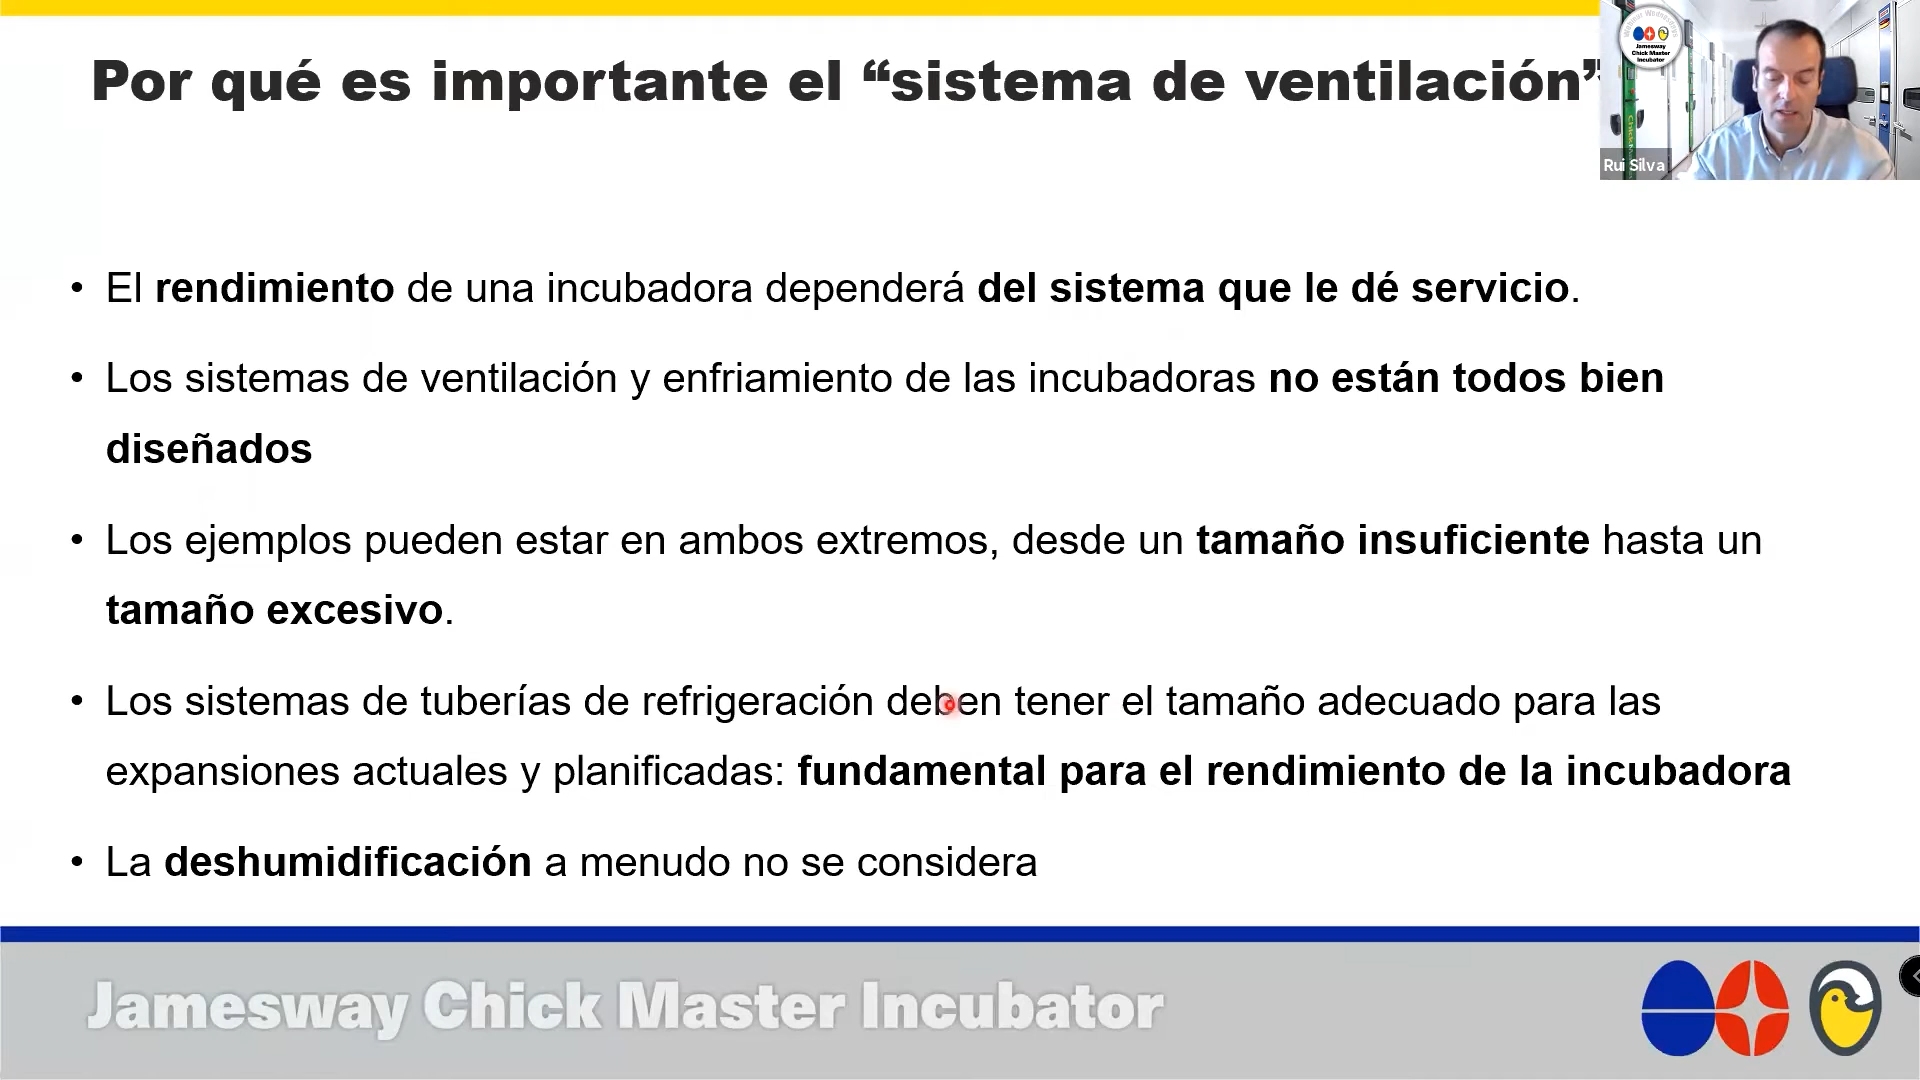 Por qué es importante el “sistema de ventilación”
Jamesway
Chick Master
Incubator
Rui Silva
• El rendimiento de una incubadora dependerá del sistema que le dé servicio.
• Los sistemas de ventilación y enfriamiento de las incubadoras no están todos bien
diseñados
• Los ejemplos pueden estar en ambos extremos, desde un tamaño insuficiente hasta un
tamaño excesivo.
• Los sistemas de tuberías de refrigeración deben tener el tamaño adecuado para las
expansiones actuales y planificadas: fundamental para el rendimiento de la incubadora
• La deshumidificación a menudo no se considera
Jamesway Chick Master Incubator